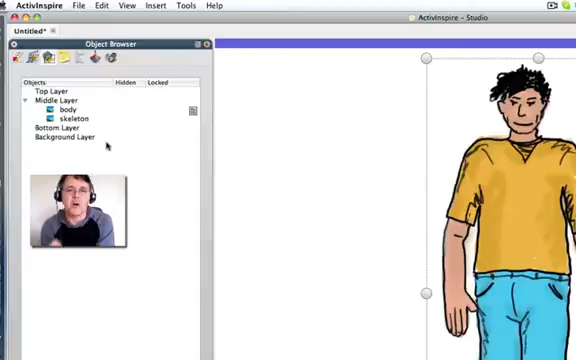 ActivInspire File Edit View Insert Tools Help
ActivInspire - Studio
Untitled*
Object Browser
Objects Hidden Locked
Top Layer
Middle Layer
body
skeleton
Bottom Layer
Background Layer